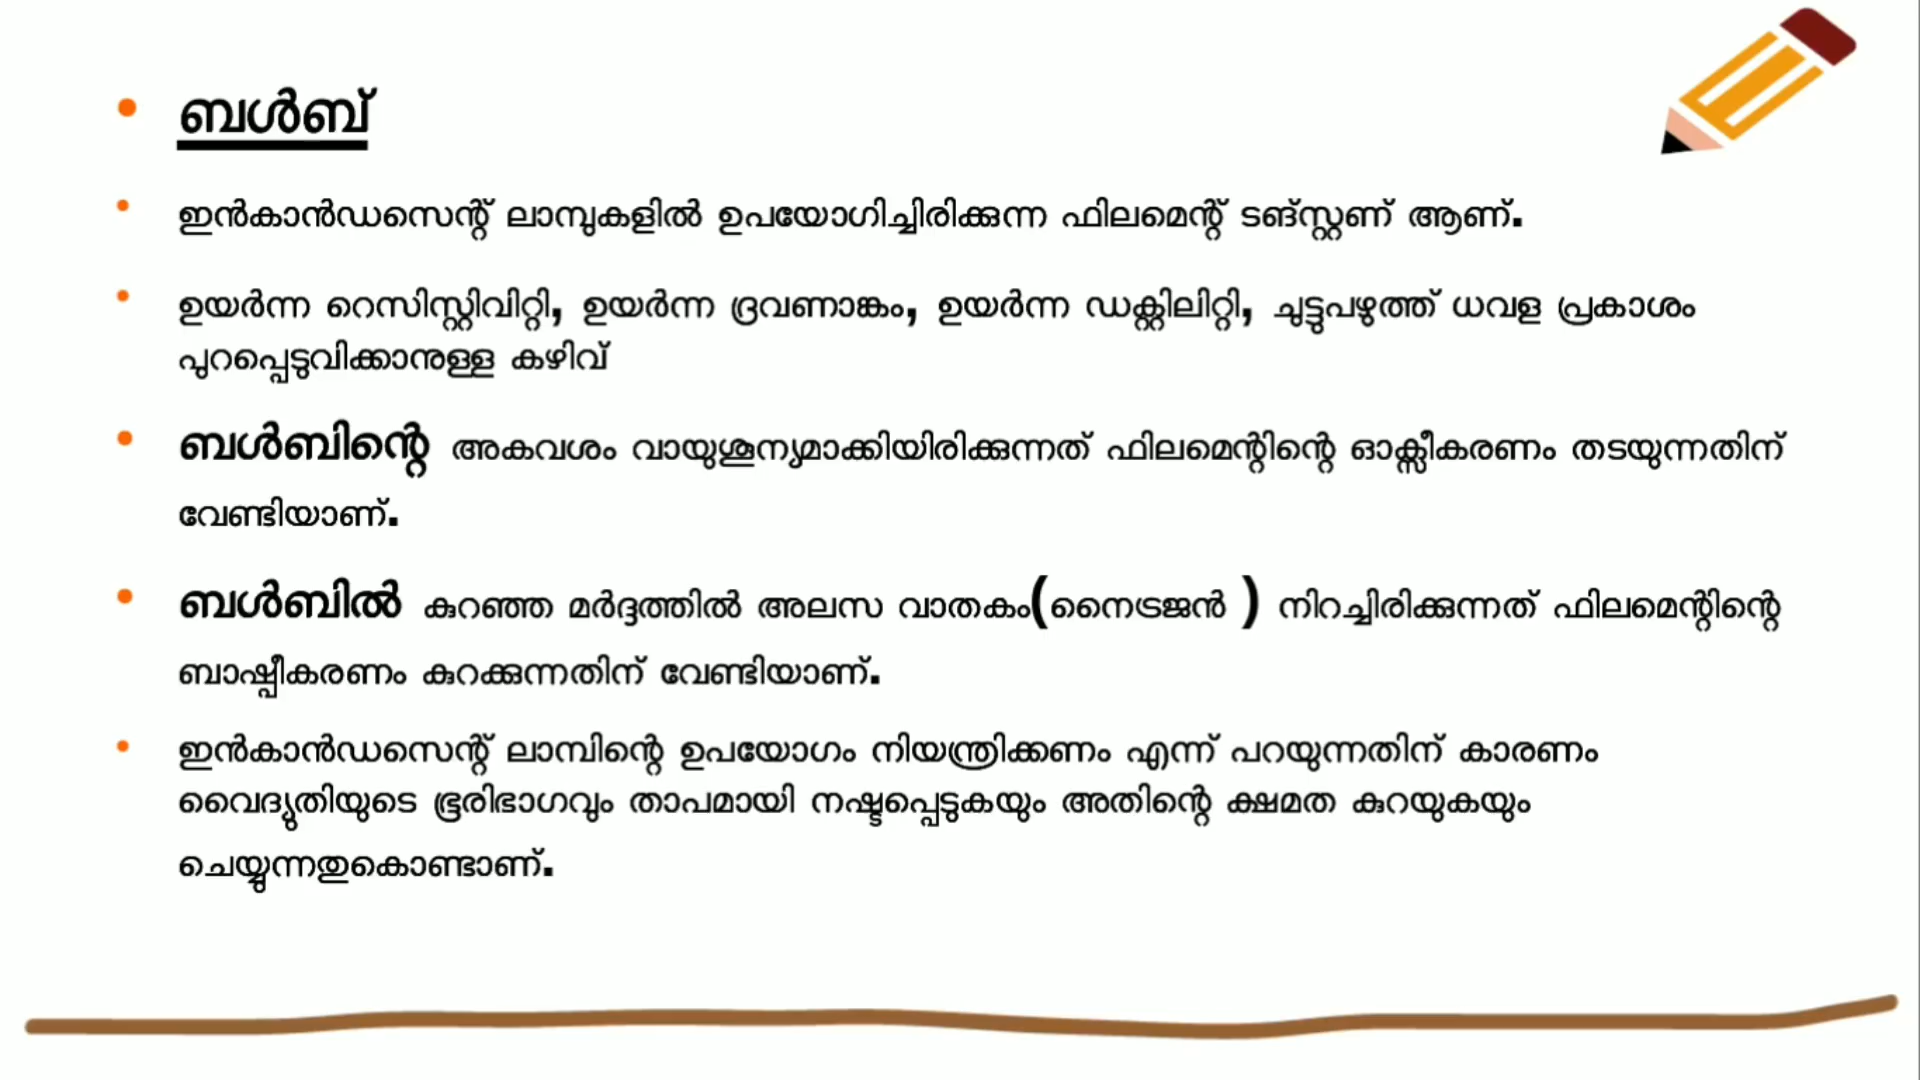 ബൾബ്
ഇൻകാൻഡസെന്റ് ലാമ്പുകളിൽ ഉപയോഗിച്ചിരിക്കുന്ന ഫിലമെന്റ് ടങ്സ്റ്റണ് ആണ്.
ഉയർന്ന റെസിസ്റ്റിവിറ്റി, ഉയർന്ന ദ്രവണാങ്കം, ഉയർന്ന ഡക്റ്റിലിറ്റി, ചുട്ടുപഴുത്ത് ധവള പ്രകാശം
പുറപ്പെടുവിക്കാനുള്ള കഴിവ്
ബൾബിന്റെ അകവശം വായുശൂന്യമാക്കിയിരിക്കുന്നത് ഫിലമെന്റിന്റെ ഓക്സീകരണം തടയുന്നതിന്
വേണ്ടിയാണ്.
ബൾബിൽ കുറഞ്ഞ മർദ്ദത്തിൽ അലസ വാതകം(നൈട്രജൻ ) നിറച്ചിരിക്കുന്നത് ഫിലമെന്റിന്റെ
ബാഷ്പീകരണം കുറക്കുന്നതിന് വേണ്ടിയാണ്.
ഇൻകാൻഡസെന്റ് ലാമ്പിന്റെ ഉപയോഗം നിയന്ത്രിക്കണം എന്ന് പറയുന്നതിന് കാരണം
വൈദ്യുതിയുടെ ഭൂരിഭാഗവും താപമായി നഷ്ടപ്പെടുകയും അതിന്റെ ക്ഷമത കുറയുകയും
ചെയ്യുന്നതുകൊണ്ടാണ്.